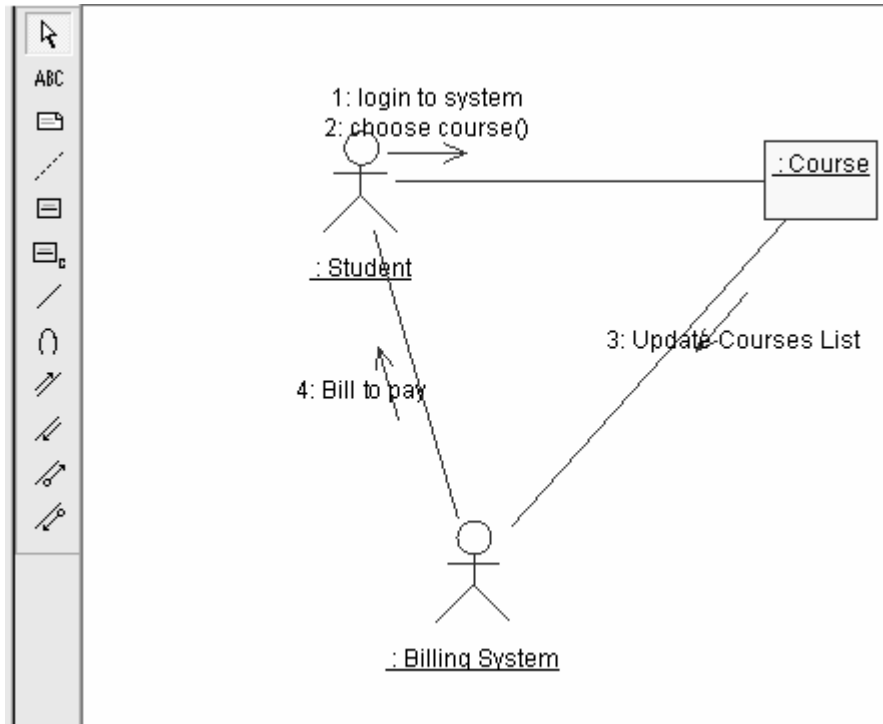 ABC
1: login to system
2: choose course()
: Course
: Student
3: Update Courses List
4: Bill to pay
: Billing System
c